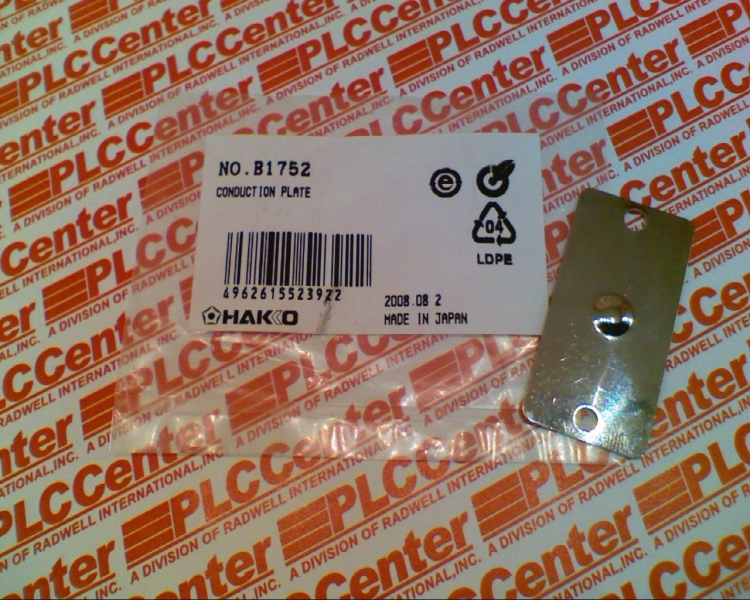 NO.B1752
CONDUCTION PLATE
e
04
LDPE
4962615523922
2008.08 2
HAKKO
MADE IN JAPAN
PLCCenter
A DIVISION OF RADWELL INTERNATIONAL, INC.